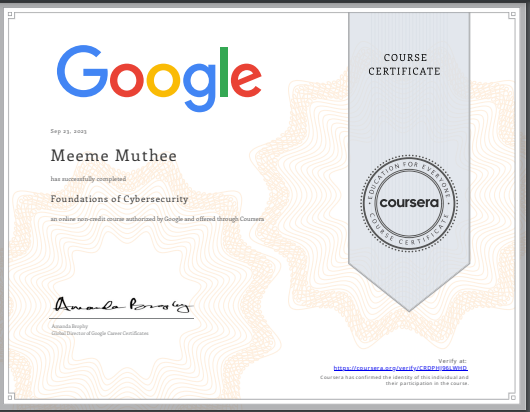 Google
COURSE
CERTIFICATE
Sep 23, 2023
Meeme Muthee
has successfully completed
Foundations of Cybersecurity
an online non-credit course authorized by Google and offered through Coursera
EDUCATION FOR EVERYONE
coursera
COURSE CERTIFICATE
Amanda Brophy
Amanda Brophy
Global Director of Google Career Certificates
Verify at:
https://coursera.org/verify/CRDPHJ96LWHD
Coursera has confirmed the identity of this individual and
their participation in the course.